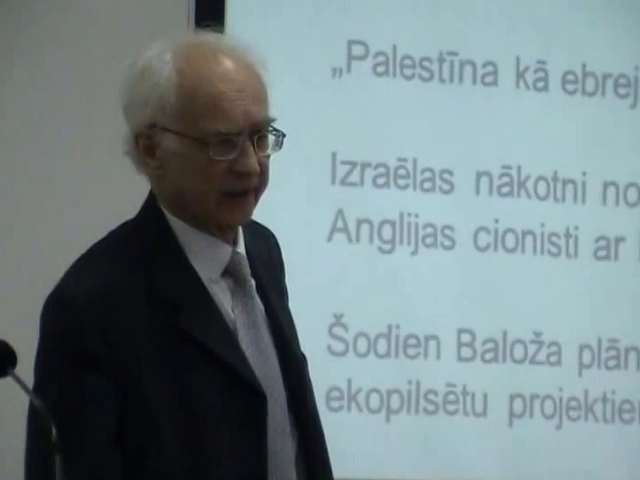 „Palestīna kā ebrej
Izraēlas nākotni no
Anglijas cionisti ar
Šodien Baloža plān
ekopilsētu projektie